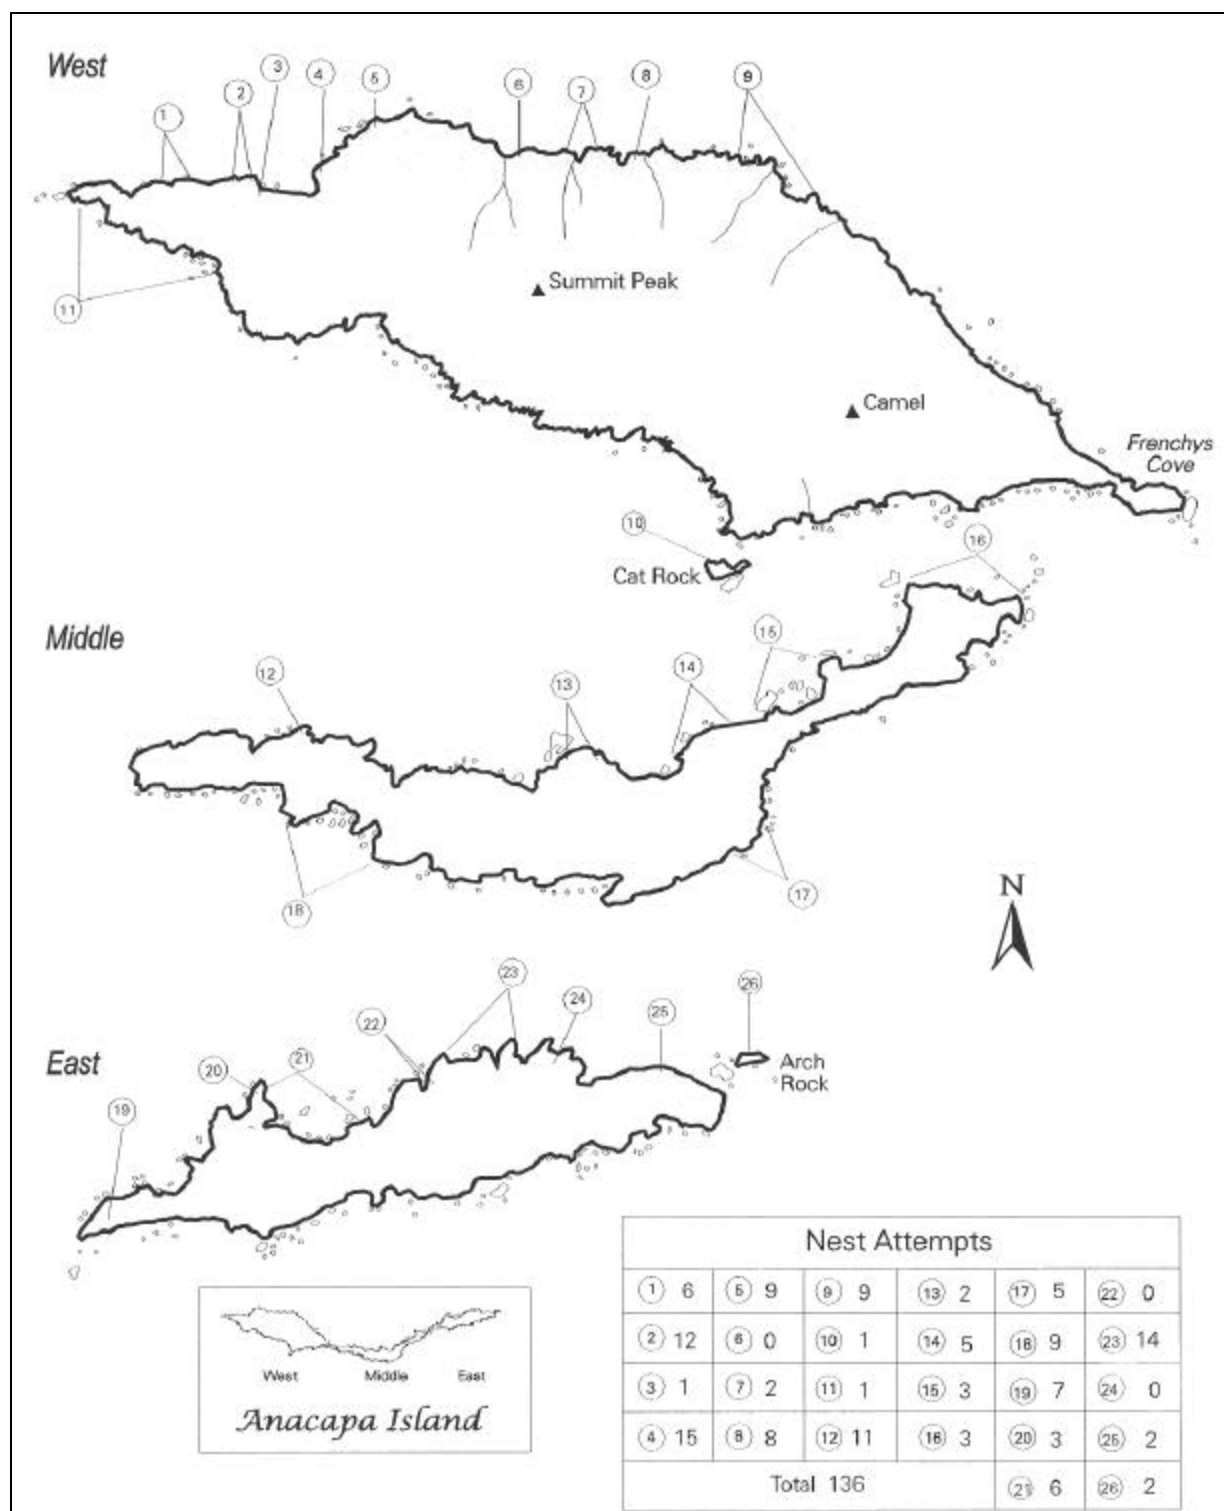 West
3
4
5
6
7
8
9
1
2
Summit Peak
11
Camel
Frenchys
Cove
10
Cat Rock
16
Middle
15
12
13
14
17
18
N
23
26
24
22
25
East
20
21
Arch
Rock
19
Nest Attempts
1 6 5 9 9 9 13 2 17 5 22 0
2 12 6 0 10 1 14 5 18 9 23 14
3 1 7 2 11 1 15 3 19 7 24 0
4 15 8 8 12 11 16 3 20 3 25 2
Total 136 21 6 26 2
West Middle East
Anacapa Island